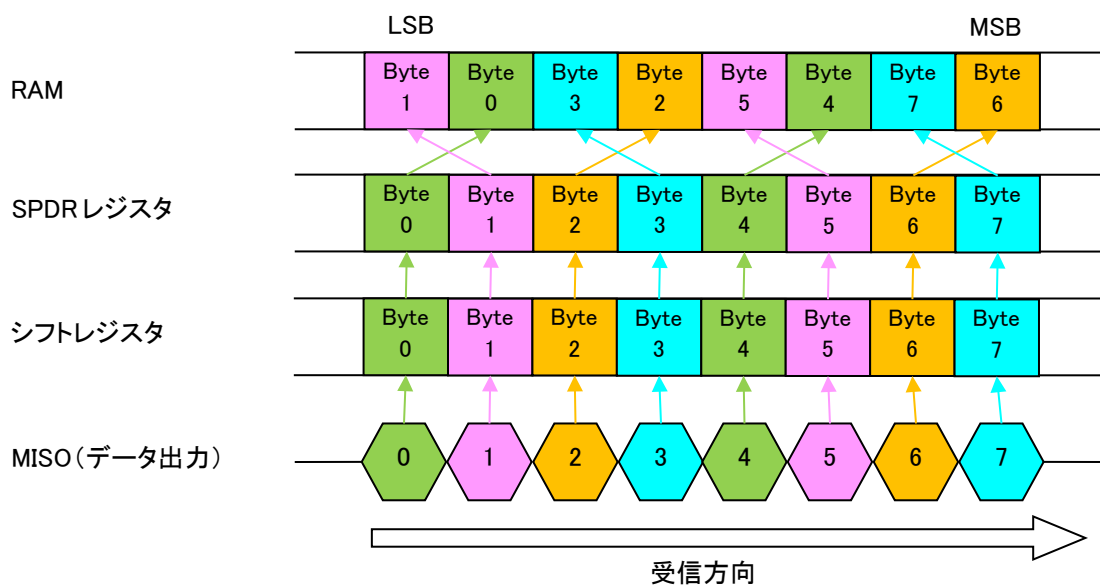 LSB MSB
RAM
Byte Byte Byte Byte Byte Byte Byte Byte
1 0 3 2 5 4 7 6
SPDRレジスタ
Byte Byte Byte Byte Byte Byte Byte Byte
0 1 2 3 4 5 6 7
シフトレジスタ
Byte Byte Byte Byte Byte Byte Byte Byte
0 1 2 3 4 5 6 7
MISO(データ出力)
0 1 2 3 4 5 6 7
受信方向